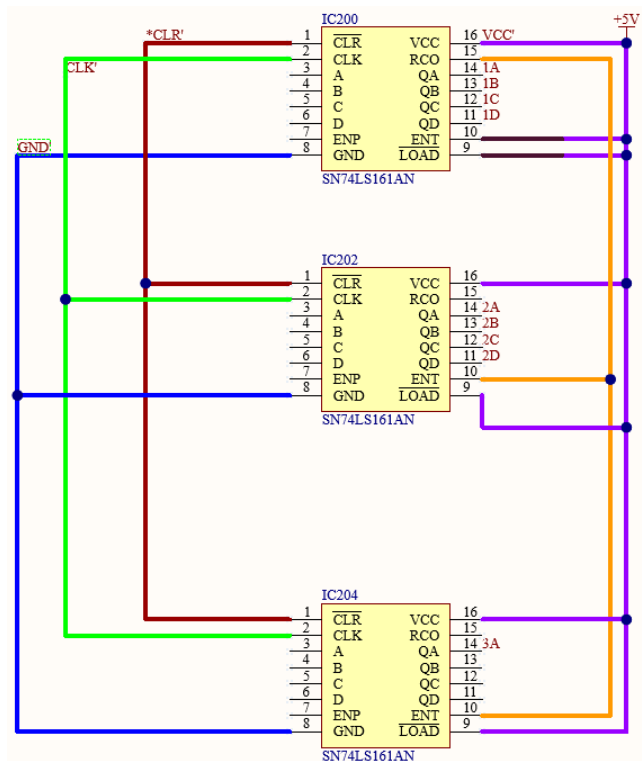 +5V
*CLR'
CLK'
GND'
VCC'
IC200
1 CLR VCC 16
2 CLK RCO 15
3 A QA 14 1A
4 B QB 13 1B
5 C QC 12 1C
6 D QD 11 1D
7 ENP ENT 10
8 GND LOAD 9
SN74LS161AN
IC202
1 CLR VCC 16
2 CLK RCO 15
3 A QA 14 2A
4 B QB 13 2B
5 C QC 12 2C
6 D QD 11 2D
7 ENP ENT 10
8 GND LOAD 9
SN74LS161AN
IC204
1 CLR VCC 16
2 CLK RCO 15
3 A QA 14 3A
4 B QB 13
5 C QC 12
6 D QD 11
7 ENP ENT 10
8 GND LOAD 9
SN74LS161AN